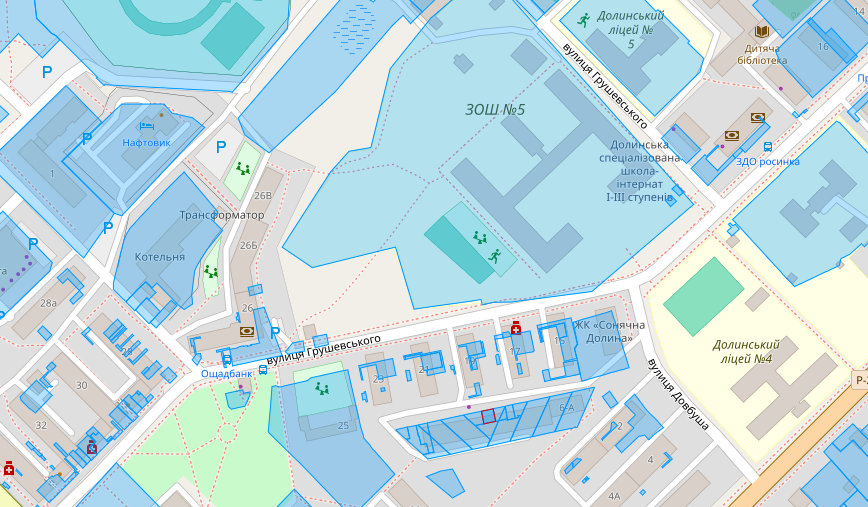 Долинський
ліцей №
5
Дитяча
бібліотека
14
16
P
вулиця Грушевського
ЗОШ №5
P
Нафтовик
P
Долинська
спеціалізована
школа-
інтернат
І-ІІІ ступенів
ЗДО росинка
1
26В
Трансформатор
P
P
26Б
Котельня
та
28а
26
P
P
ЖК «Сонячна
Долина»
15
17
21
23
вулиця Грушевського
Долинський
ліцей №4
Ощадбанк
30
32
25
6-А
2
4
4А
вулиця Довбуша
Р-